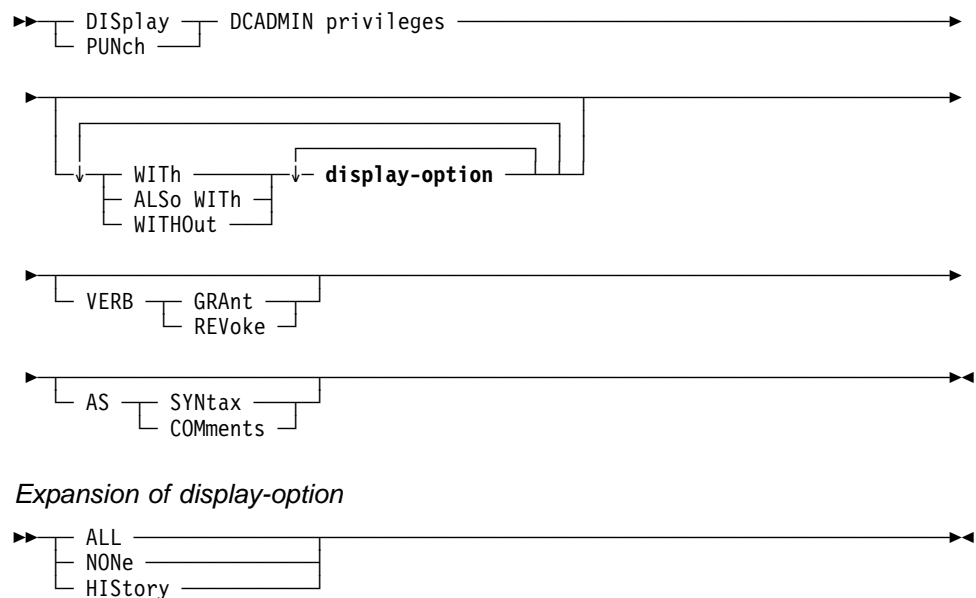 DISplay DCADMIN privileges
PUNch
WITh display-option
ALSo WITh
WITHOut
VERB GRAnt
REVoke
AS SYNtax
COMments
Expansion of display-option
ALL
NONe
HIStory